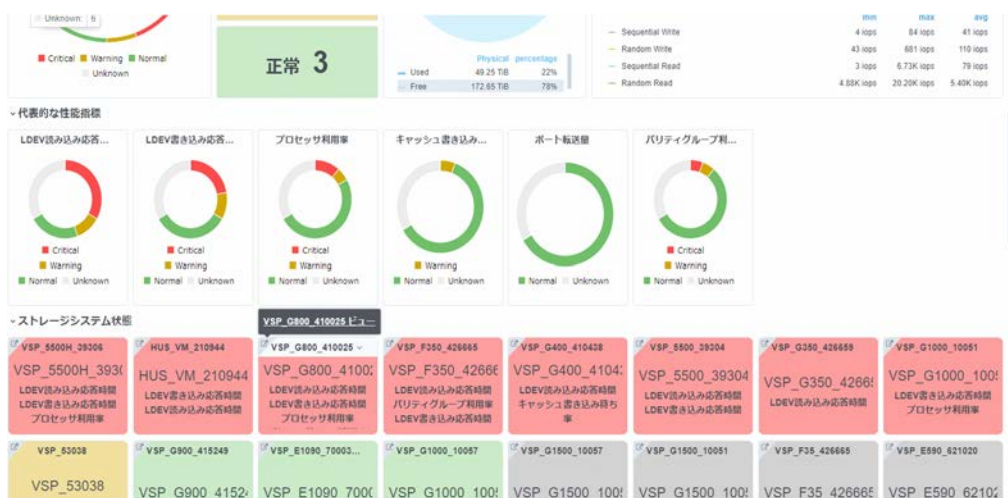 Unknown: 6
Critical Warning Normal
Unknown
正常 3
Physical percentage
Used 49.25 TiB 22%
Free 172.65 TiB 78%
min max avg
Sequential Write 4 iops 84 iops 41 iops
Random Write 43 iops 681 iops 110 iops
Sequential Read 3 iops 6.73K iops 79 iops
Random Read 4.88K iops 20.20K iops 5.40K iops
代表的な性能指標
LDEV読み込み応答...
LDEV書き込み応答...
プロセッサ利用率
キャッシュ書き込み...
ポート転送量
パリティグループ利...
Critical
Warning
Normal Unknown
Critical
Warning
Normal Unknown
Critical
Warning
Normal Unknown
Warning
Normal Unknown
Normal Unknown
Critical
Warning
Normal Unknown
ストレージシステム状態
VSP_G800_410025 ビュー
VSP_5500H_39306
VSP_5500H_3930
LDEV読み込み応答時間
LDEV書き込み応答時間
プロセッサ利用率
HUS_VM_210944
HUS_VM_210944
LDEV書き込み応答時間
LDEV読み込み応答時間
VSP_G800_410025
VSP_G800_41002
LDEV読み込み応答時間
LDEV書き込み応答時間
プロセッサ利用率
VSP_F350_426665
VSP_F350_42666
LDEV読み込み応答時間
パリティグループ利用率
LDEV書き込み応答時間
VSP_G400_410438
VSP_G400_4104
LDEV読み込み応答時間
キャッシュ書き込み待ち
率
VSP_5500_39304
VSP_5500_39304
LDEV書き込み応答時間
LDEV読み込み応答時間
VSP_G350_426659
VSP_G350_4266
LDEV読み込み応答時間
VSP_G1000_10051
VSP_G1000_100
LDEV書き込み応答時間
プロセッサ利用率
VSP_53038
VSP_53038
VSP_G900_415249
VSP_G900_4152
VSP_E1090_70003...
VSP_E1090_7000
VSP_G1000_10057
VSP_G1000_100
VSP_G1500_10057
VSP_G1500_100
VSP_G1500_10051
VSP_G1500_100
VSP_F35_426665
VSP_F35_426665
VSP_E590_621020
VSP_E590_62102